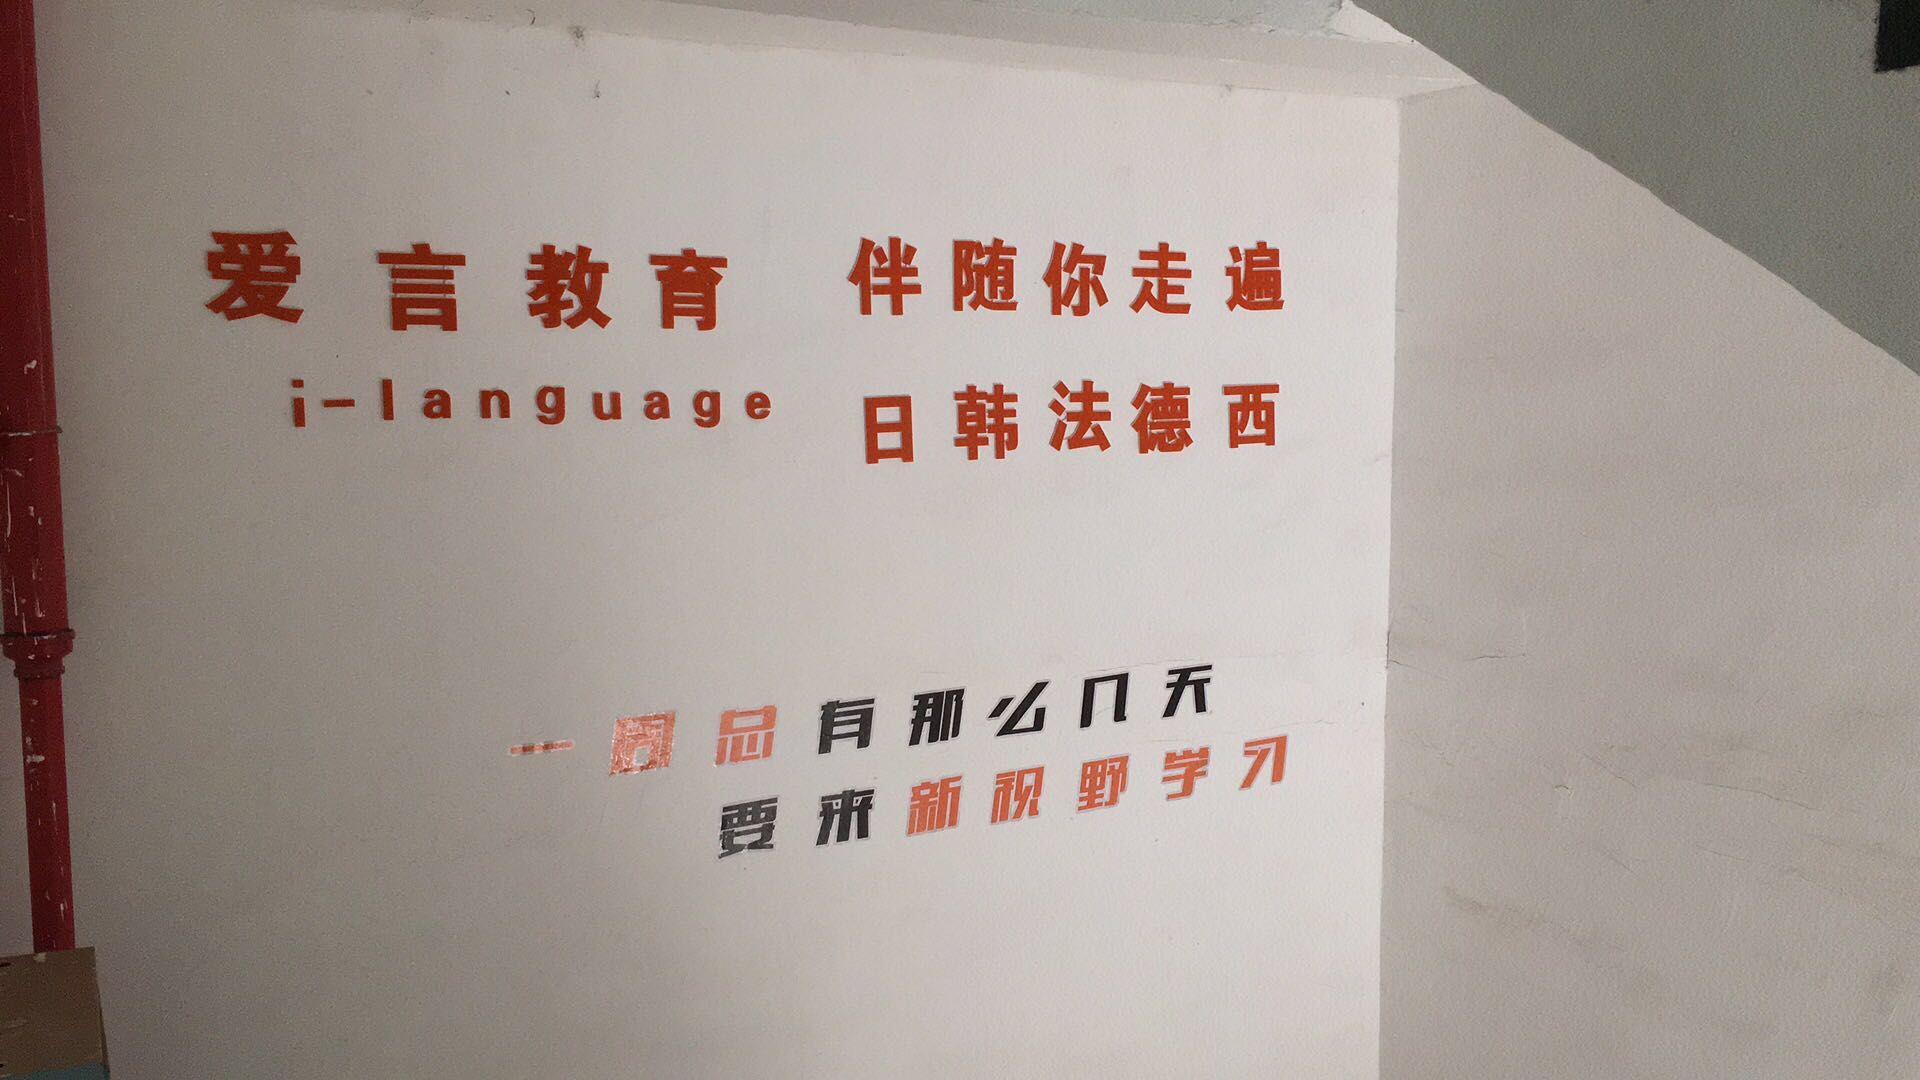 爱言教育
i-language
伴随你走遍
日韩法德西
一周总有那么几天
要来新视野学习